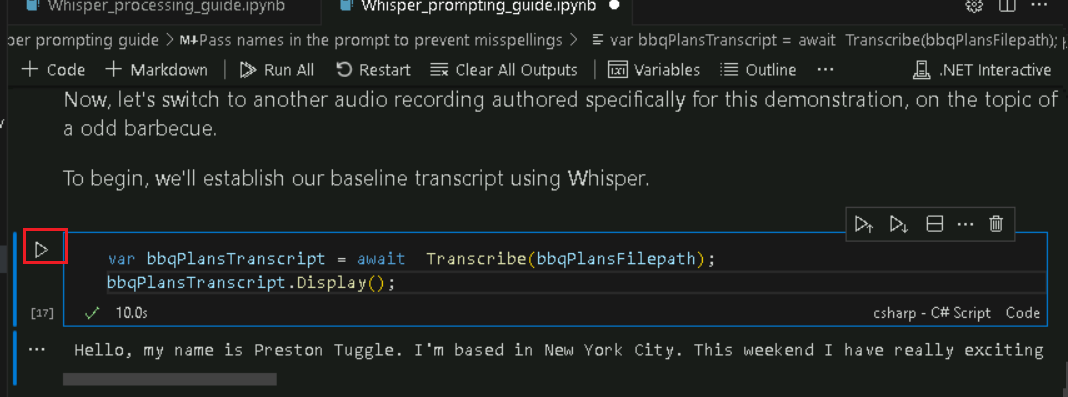 Whisper_processing_guide.ipynb
Whisper_prompting_guide.ipynb
per prompting guide > M↓Pass names in the prompt to prevent misspellings > var bbqPlansTranscript = await Transcribe(bbqPlansFilepath);
+ Code + Markdown Run All Restart Clear All Outputs Variables Outline ... .NET Interactive
Now, let's switch to another audio recording authored specifically for this demonstration, on the topic of
a odd barbecue.
To begin, we'll establish our baseline transcript using Whisper.
var bbqPlansTranscript = await Transcribe(bbqPlansFilepath);
bbqPlansTranscript.Display();
[17] 10.0s csharp - C# Script Code
Hello, my name is Preston Tuggle. I'm based in New York City. This weekend I have really exciting